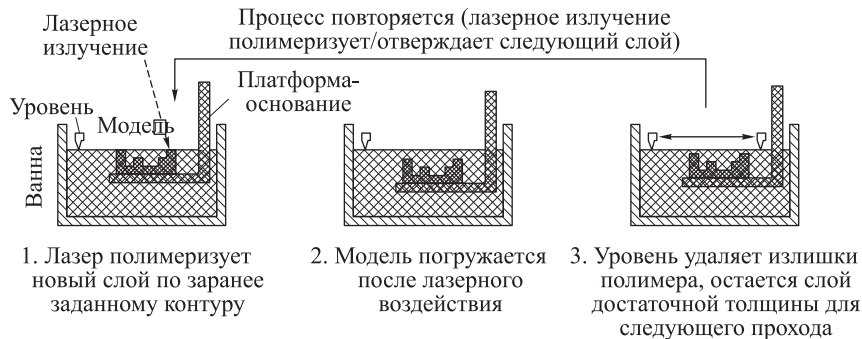 Лазерное
излучение
Процесс повторяется (лазерное излучение
полимеризует/отверждает следующий слой)
Платформа-
основание
Уровень
Модель
Ванна
1. Лазер полимеризует
новый слой по заранее
заданному контуру
2. Модель погружается
после лазерного
воздействия
3. Уровень удаляет излишки
полимера, остается слой
достаточной толщины для
следующего прохода